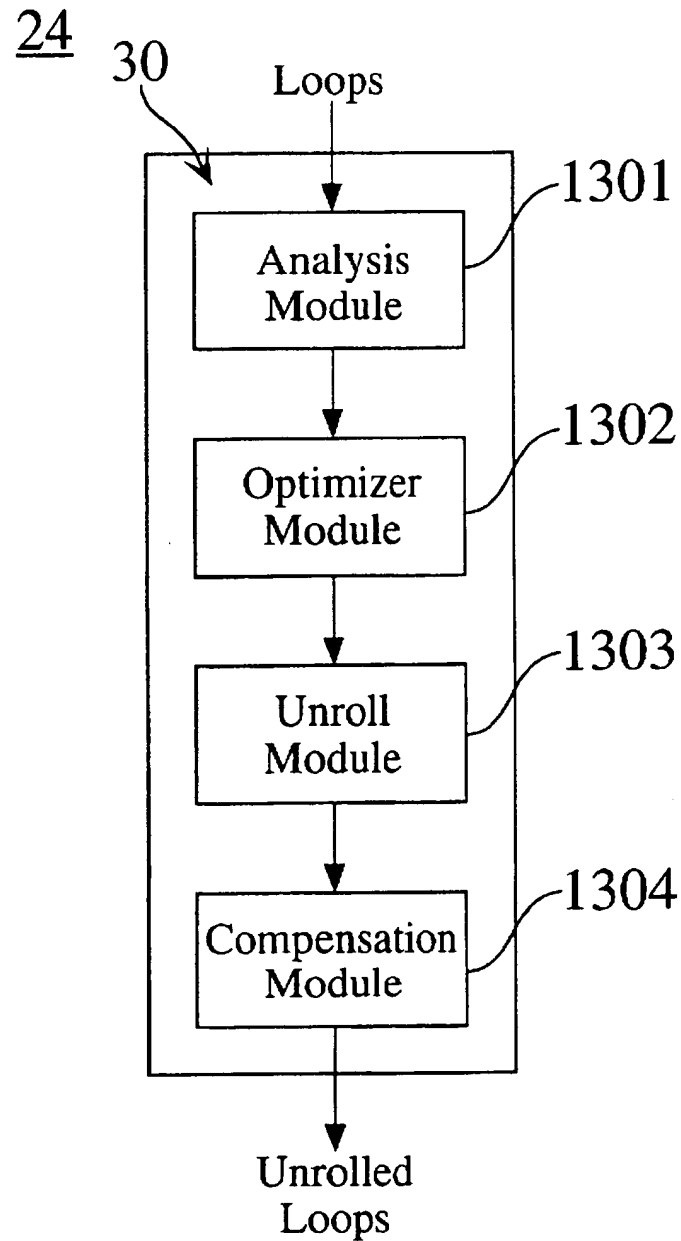 24
30
Loops
1301
Analysis
Module
1302
Optimizer
Module
1303
Unroll
Module
1304
Compensation
Module
Unrolled
Loops